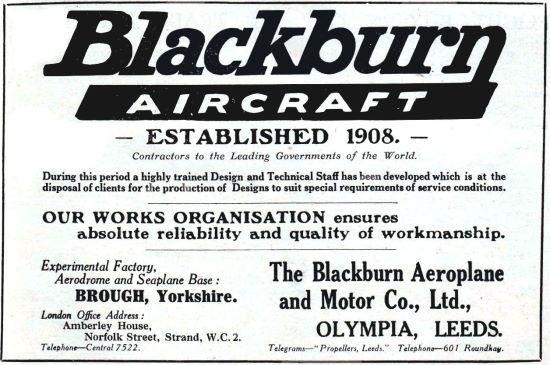 Blackburn
AIRCRAFT
— ESTABLISHED 1908. —
Contractors to the Leading Governments of the World.
During this period a highly trained Design and Technical Staff has been developed which is at the
disposal of clients for the production of Designs to suit special requirements of service conditions.
OUR WORKS ORGANISATION ensures
absolute reliability and quality of workmanship.
Experimental Factory,
Aerodrome and Seaplane Base :
BROUGH, Yorkshire.
London Office Address :
Amberley House,
Norfolk Street, Strand, W.C. 2.
Telephone—Central 7522.
The Blackburn Aeroplane
and Motor Co., Ltd.,
OLYMPIA, LEEDS.
Telegrams—"Propellers, Leeds." Telephone—601 Roundhay.